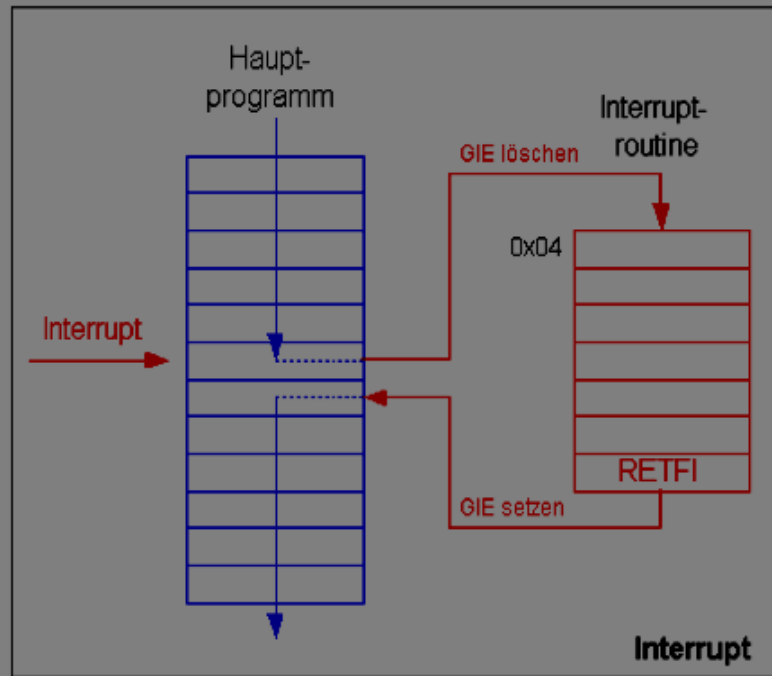 Haupt-
programm
Interrupt-
routine
GIE löschen
0x04
Interrupt
RETFI
GIE setzen
Interrupt